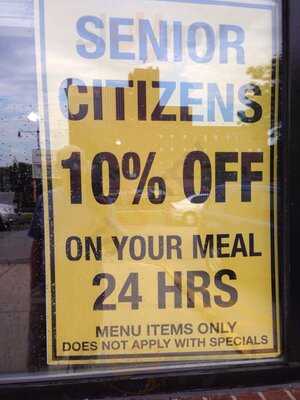 SENIOR
CITIZENS
10% OFF
ON YOUR MEAL
24 HRS
MENU ITEMS ONLY
DOES NOT APPLY WITH SPECIALS